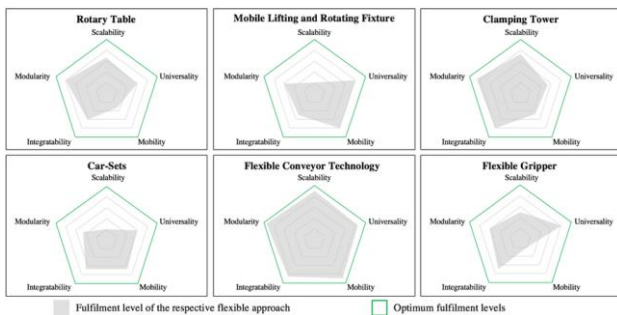 Rotary Table
Scalability
Modularity
Universality
Integratability
Mobility
Mobile Lifting and Rotating Fixture
Scalability
Modularity
Universality
Integratability
Mobility
Clamping Tower
Scalability
Modularity
Universality
Integratability
Mobility
Car-Sets
Scalability
Modularity
Universality
Integratability
Mobility
Flexible Conveyor Technology
Scalability
Modularity
Universality
Integratability
Mobility
Flexible Gripper
Scalability
Modularity
Universality
Integratability
Mobility
Fulfilment level of the respective flexible approach
Optimum fulfilment levels